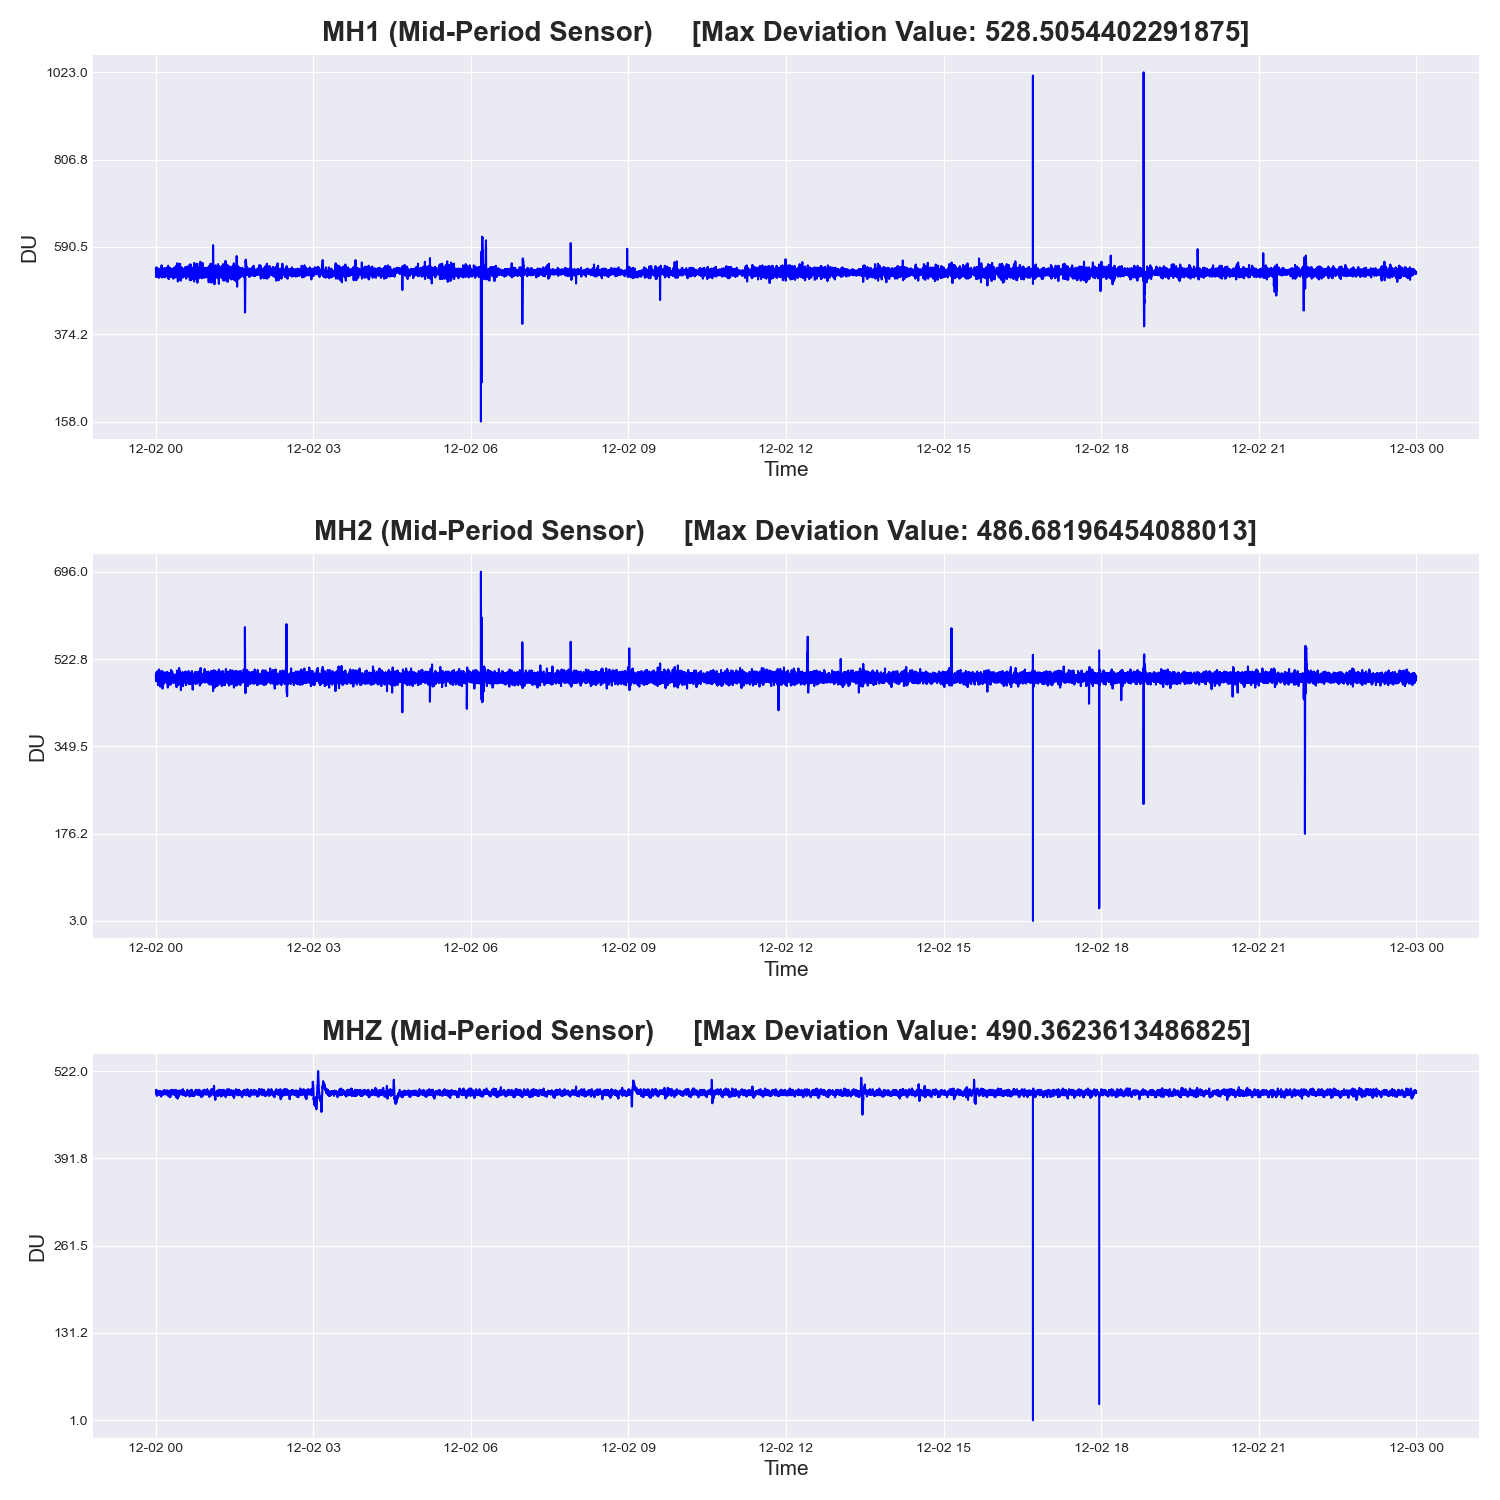 MH1 (Mid-Period Sensor) [Max Deviation Value: 528.5054402291875]
1023.0
806.8
590.5
374.2
158.0
DU
12-02 00 12-02 03 12-02 06 12-02 09 12-02 12 12-02 15 12-02 18 12-02 21 12-03 00
Time
MH2 (Mid-Period Sensor) [Max Deviation Value: 486.68196454088013]
696.0
522.8
349.5
176.2
3.0
DU
12-02 00 12-02 03 12-02 06 12-02 09 12-02 12 12-02 15 12-02 18 12-02 21 12-03 00
Time
MHZ (Mid-Period Sensor) [Max Deviation Value: 490.3623613486825]
522.0
391.8
261.5
131.2
1.0
DU
12-02 00 12-02 03 12-02 06 12-02 09 12-02 12 12-02 15 12-02 18 12-02 21 12-03 00
Time